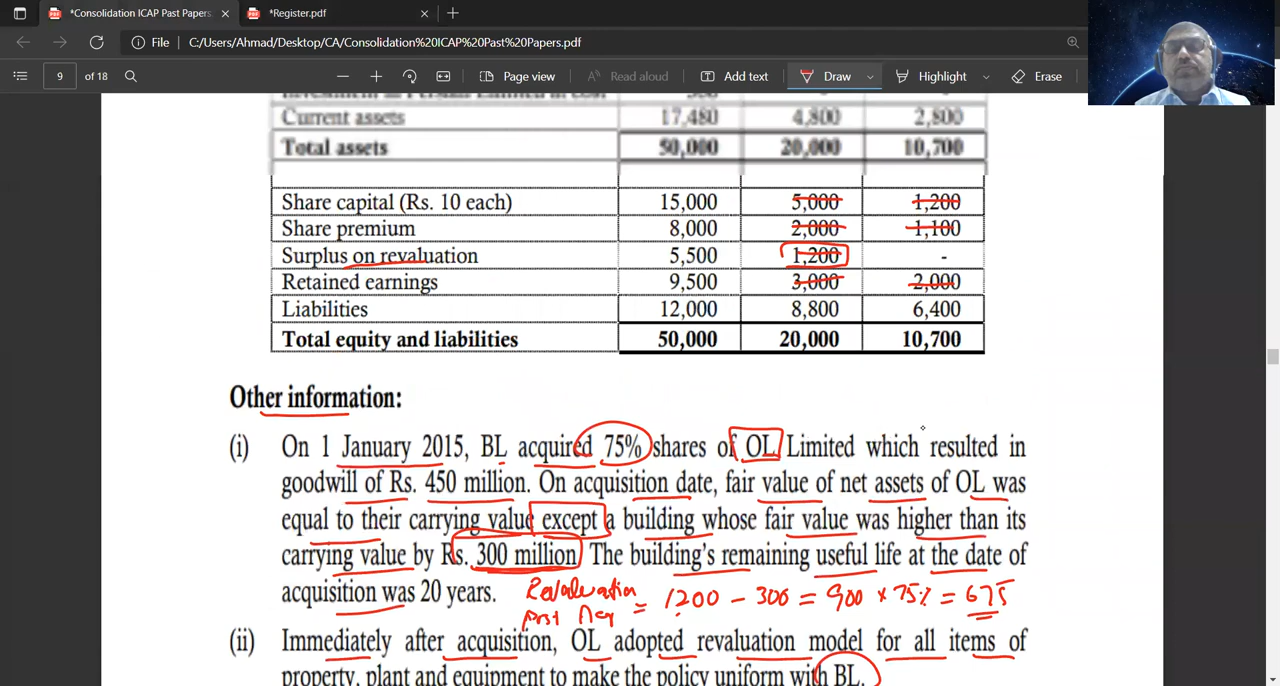 *Consolidation ICAP Past Papers.
*Register.pdf
File C:/Users/Ahmad/Desktop/CA/Consolidation%20ICAP%20Past%20Papers.pdf
9 of 18
Page view
Read aloud
Add text
Draw
Highlight
Erase
Current assets 17,480 4,800 2,800
Total assets 50,000 20,000 10,700
Share capital (Rs. 10 each) 15,000 5,000 1,200
Share premium 8,000 2,000 1,100
Surplus on revaluation 5,500 1,200 -
Retained earnings 9,500 3,000 2,000
Liabilities 12,000 8,800 6,400
Total equity and liabilities 50,000 20,000 10,700
Other information:
(i) On 1 January 2015, BL acquired 75% shares of OL Limited which resulted in
goodwill of Rs. 450 million. On acquisition date, fair value of net assets of OL was
equal to their carrying value except a building whose fair value was higher than its
carrying value by Rs. 300 million The building's remaining useful life at the date of
acquisition was 20 years.
Revaluation
Post Acq = 1200 - 300 = 900 × 75% = 675
(ii) Immediately after acquisition, OL adopted revaluation model for all items of
property, plant and equipment to make the policy uniform with BL.